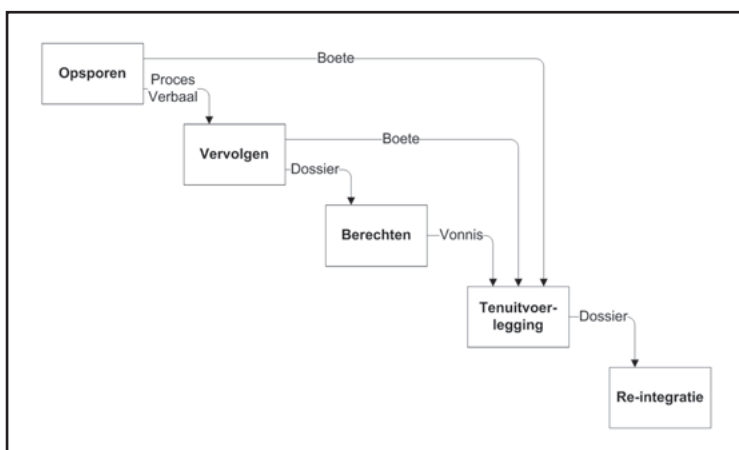 Opsporen
Boete
Proces
Verbaal
Vervolgen
Boete
Dossier
Berechten
Vonnis
Tenuitvoer-
legging
Dossier
Re-integratie